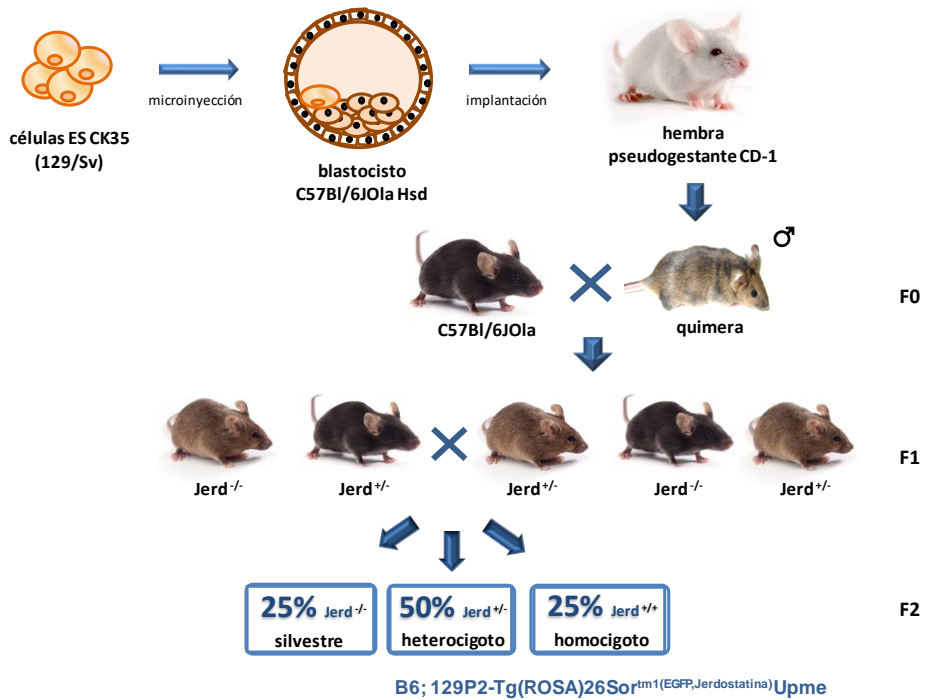 microinyección
implantación
células ES CK35
(129/Sv)
blastocisto
C57Bl/6JOla Hsd
hembra
pseudogestante CD-1
♂
C57Bl/6JOla
quimera
F0
Jerd -/-
Jerd +/-
Jerd +/-
Jerd -/-
Jerd +/-
F1
25% Jerd -/-
silvestre
50% Jerd +/-
heterocigoto
25% Jerd +/+
homocigoto
F2
B6; 129P2-Tg(ROSA)26Sortm1(EGFP,Jerdostatina)Upme